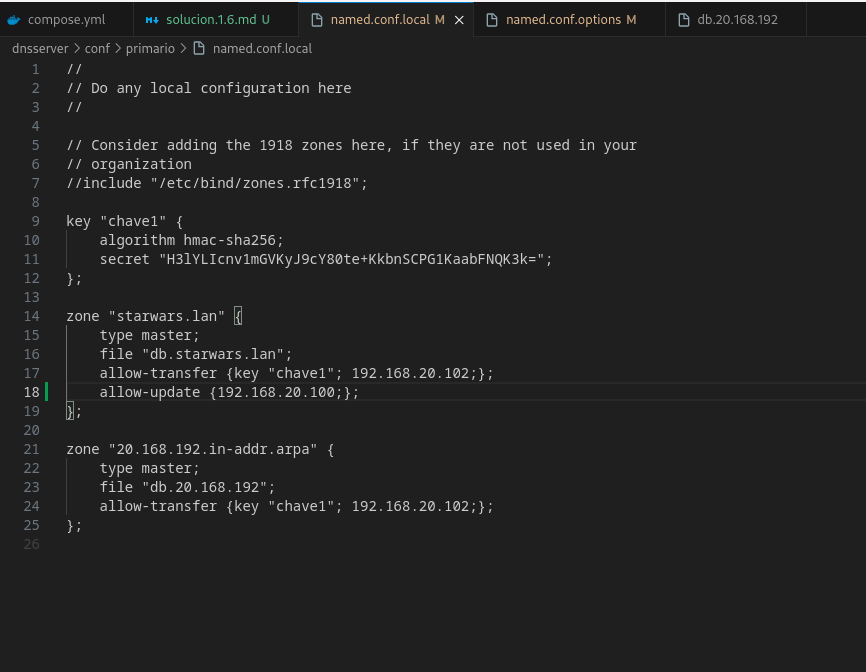 compose.yml
solucion.1.6.md U
named.conf.local M
named.conf.options M
db.20.168.192
dnsserver > conf > primario > named.conf.local
1 //
2 // Do any local configuration here
3 //
4
5 // Consider adding the 1918 zones here, if they are not used in your
6 // organization
7 //include "/etc/bind/zones.rfc1918";
8
9 key "chave1" {
10 algorithm hmac-sha256;
11 secret "H3lYLIcnv1mGVKyJ9cY80te+KkbnSCPG1KaabFNQK3k=";
12 };
13
14 zone "starwars.lan" {
15 type master;
16 file "db.starwars.lan";
17 allow-transfer {key "chave1"; 192.168.20.102;};
18 allow-update {192.168.20.100;};
19 };
20
21 zone "20.168.192.in-addr.arpa" {
22 type master;
23 file "db.20.168.192";
24 allow-transfer {key "chave1"; 192.168.20.102;};
25 };
26